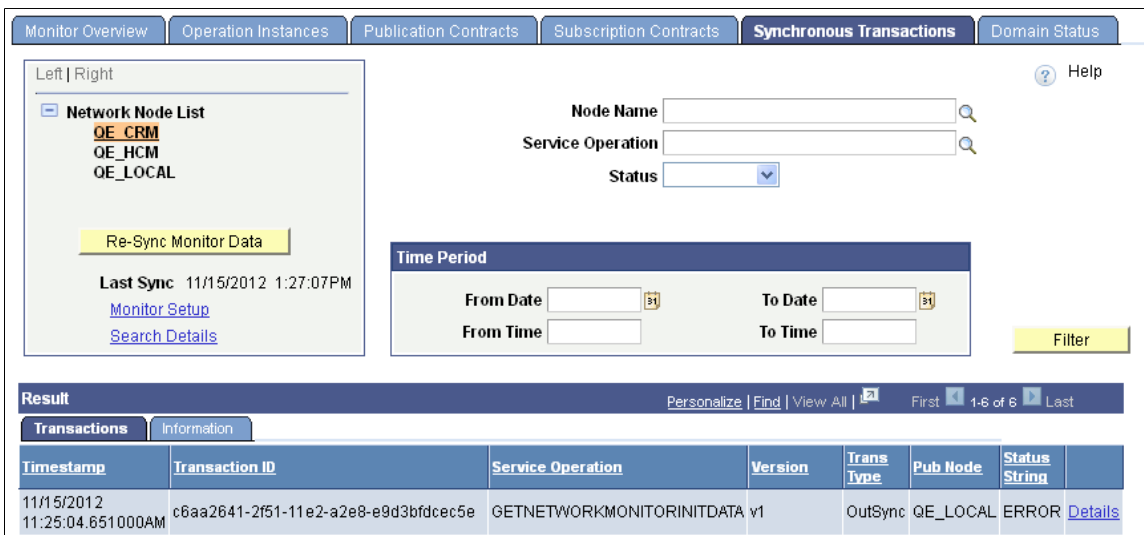 Monitor Overview Operation Instances Publication Contracts Subscription Contracts Synchronous Transactions Domain Status
Left | Right
Help
Network Node List
QE_CRM
QE_HCM
QE_LOCAL
Node Name
Service Operation
Status
Re-Sync Monitor Data
Last Sync 11/15/2012 1:27:07PM
Monitor Setup
Search Details
Time Period
From Date To Date
From Time To Time
Filter
Result Personalize | Find | View All | First 1-6 of 6 Last
Transactions Information
Timestamp Transaction ID Service Operation Version Trans Type Pub Node Status String
11/15/2012 11:25:04.651000AM c6aa2641-2f51-11e2-a2e8-e9d3bfdcec5e GETNETWORKMONITORINITDATA v1 OutSync QE_LOCAL ERROR Details